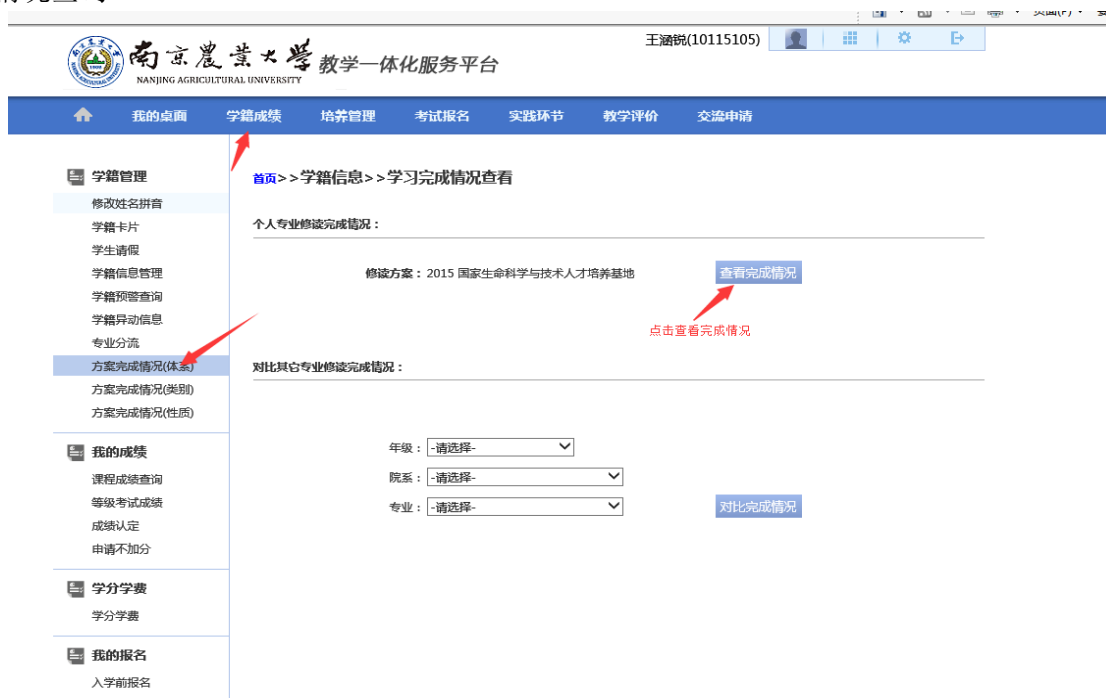 页面(P)
王涵锐(10115105)
南京農業大學 教学一体化服务平台
NANJING AGRICULTURAL UNIVERSITY
我的桌面 学籍成绩 培养管理 考试报名 实践环节 教学评价 交流申请
学籍管理
修改姓名拼音
学籍卡片
学生请假
学籍信息管理
学籍预警查询
学籍异动信息
专业分流
方案完成情况(体系)
方案完成情况(类别)
方案完成情况(性质)
我的成绩
课程成绩查询
等级考试成绩
成绩认定
申请不加分
学分学费
学分学费
我的报名
入学前报名
首页>>学籍信息>>学习完成情况查看
个人专业修读完成情况：
修读方案：2015 国家生命科学与技术人才培养基地 查看完成情况
点击查看完成情况
对比其它专业修读完成情况：
年级：-请选择-
院系：-请选择-
专业：-请选择- 对比完成情况